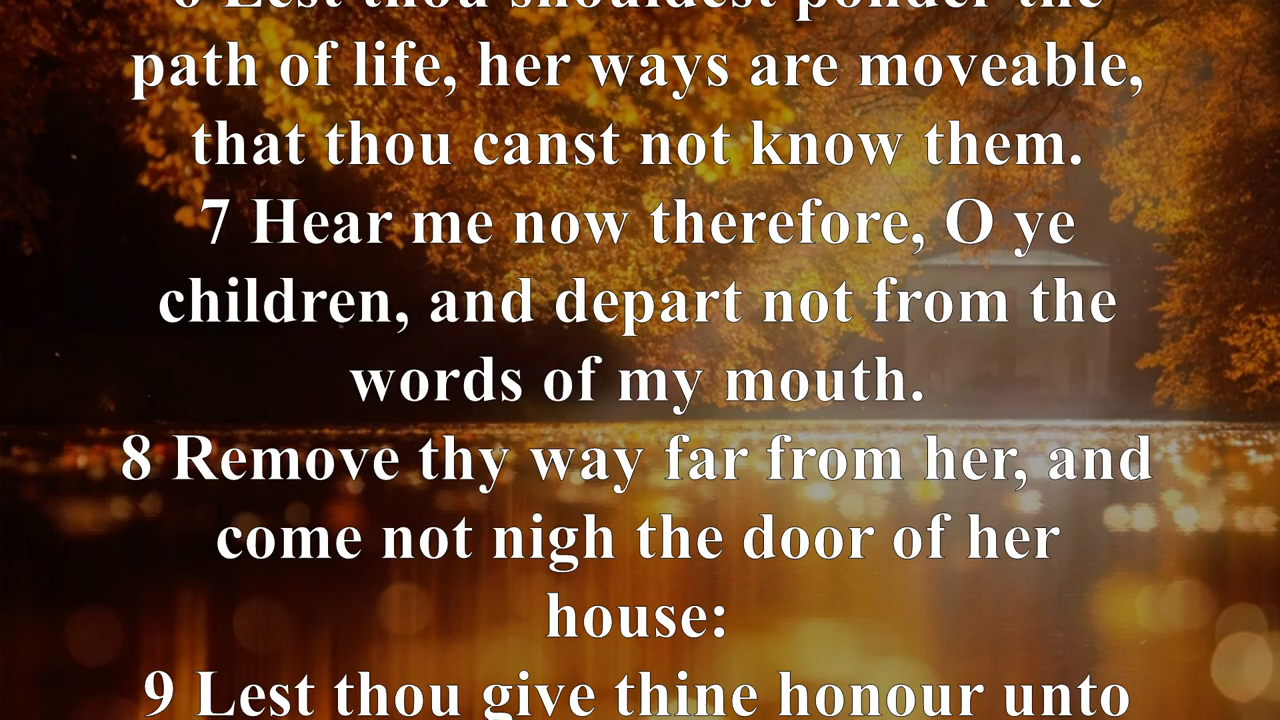 6 Lest thou shouldest ponder the
path of life, her ways are moveable,
that thou canst not know them.
7 Hear me now therefore, O ye
children, and depart not from the
words of my mouth.
8 Remove thy way far from her, and
come not nigh the door of her
house:
9 Lest thou give thine honour unto